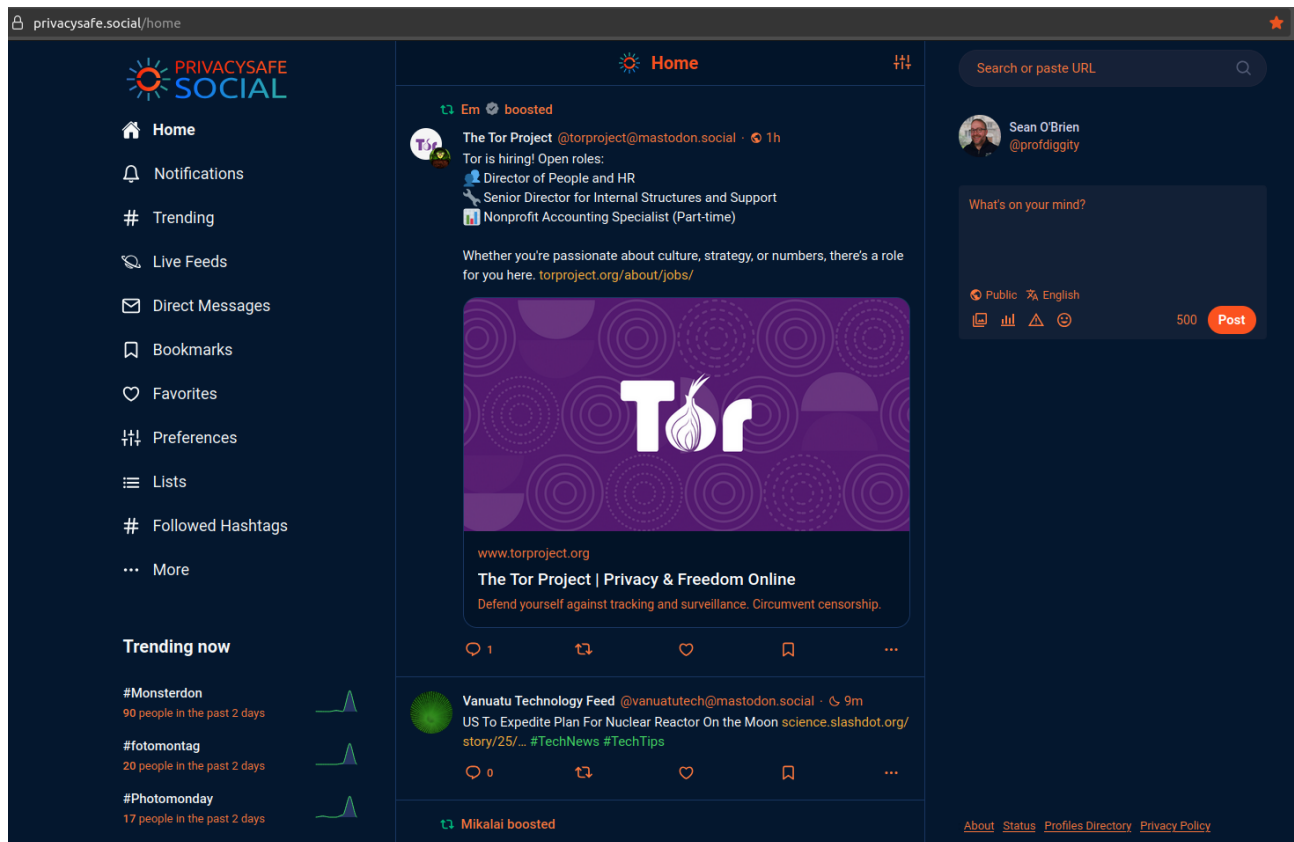 privacysafe.social/home
PRIVACYSAFE
SOCIAL
Home
Notifications
# Trending
Live Feeds
Direct Messages
Bookmarks
Favorites
Preferences
Lists
# Followed Hashtags
More
Trending now
#Monsterdon
90 people in the past 2 days
#fotomontag
20 people in the past 2 days
#Photomonday
17 people in the past 2 days
Home
Em boosted
The Tor Project @torproject@mastodon.social · 1h
Tor is hiring! Open roles:
👥 Director of People and HR
🔧 Senior Director for Internal Structures and Support
📊 Nonprofit Accounting Specialist (Part-time)
Whether you're passionate about culture, strategy, or numbers, there's a role
for you here. torproject.org/about/jobs/
Tor
www.torproject.org
The Tor Project | Privacy & Freedom Online
Defend yourself against tracking and surveillance. Circumvent censorship.
1
Vanuatu Technology Feed @vanuatutech@mastodon.social · 9m
US To Expedite Plan For Nuclear Reactor On the Moon science.slashdot.org/
story/25/… #TechNews #TechTips
0
Mikalai boosted
Search or paste URL
Sean O'Brien
@profdiggity
What's on your mind?
Public English
500 Post
About Status Profiles Directory Privacy Policy